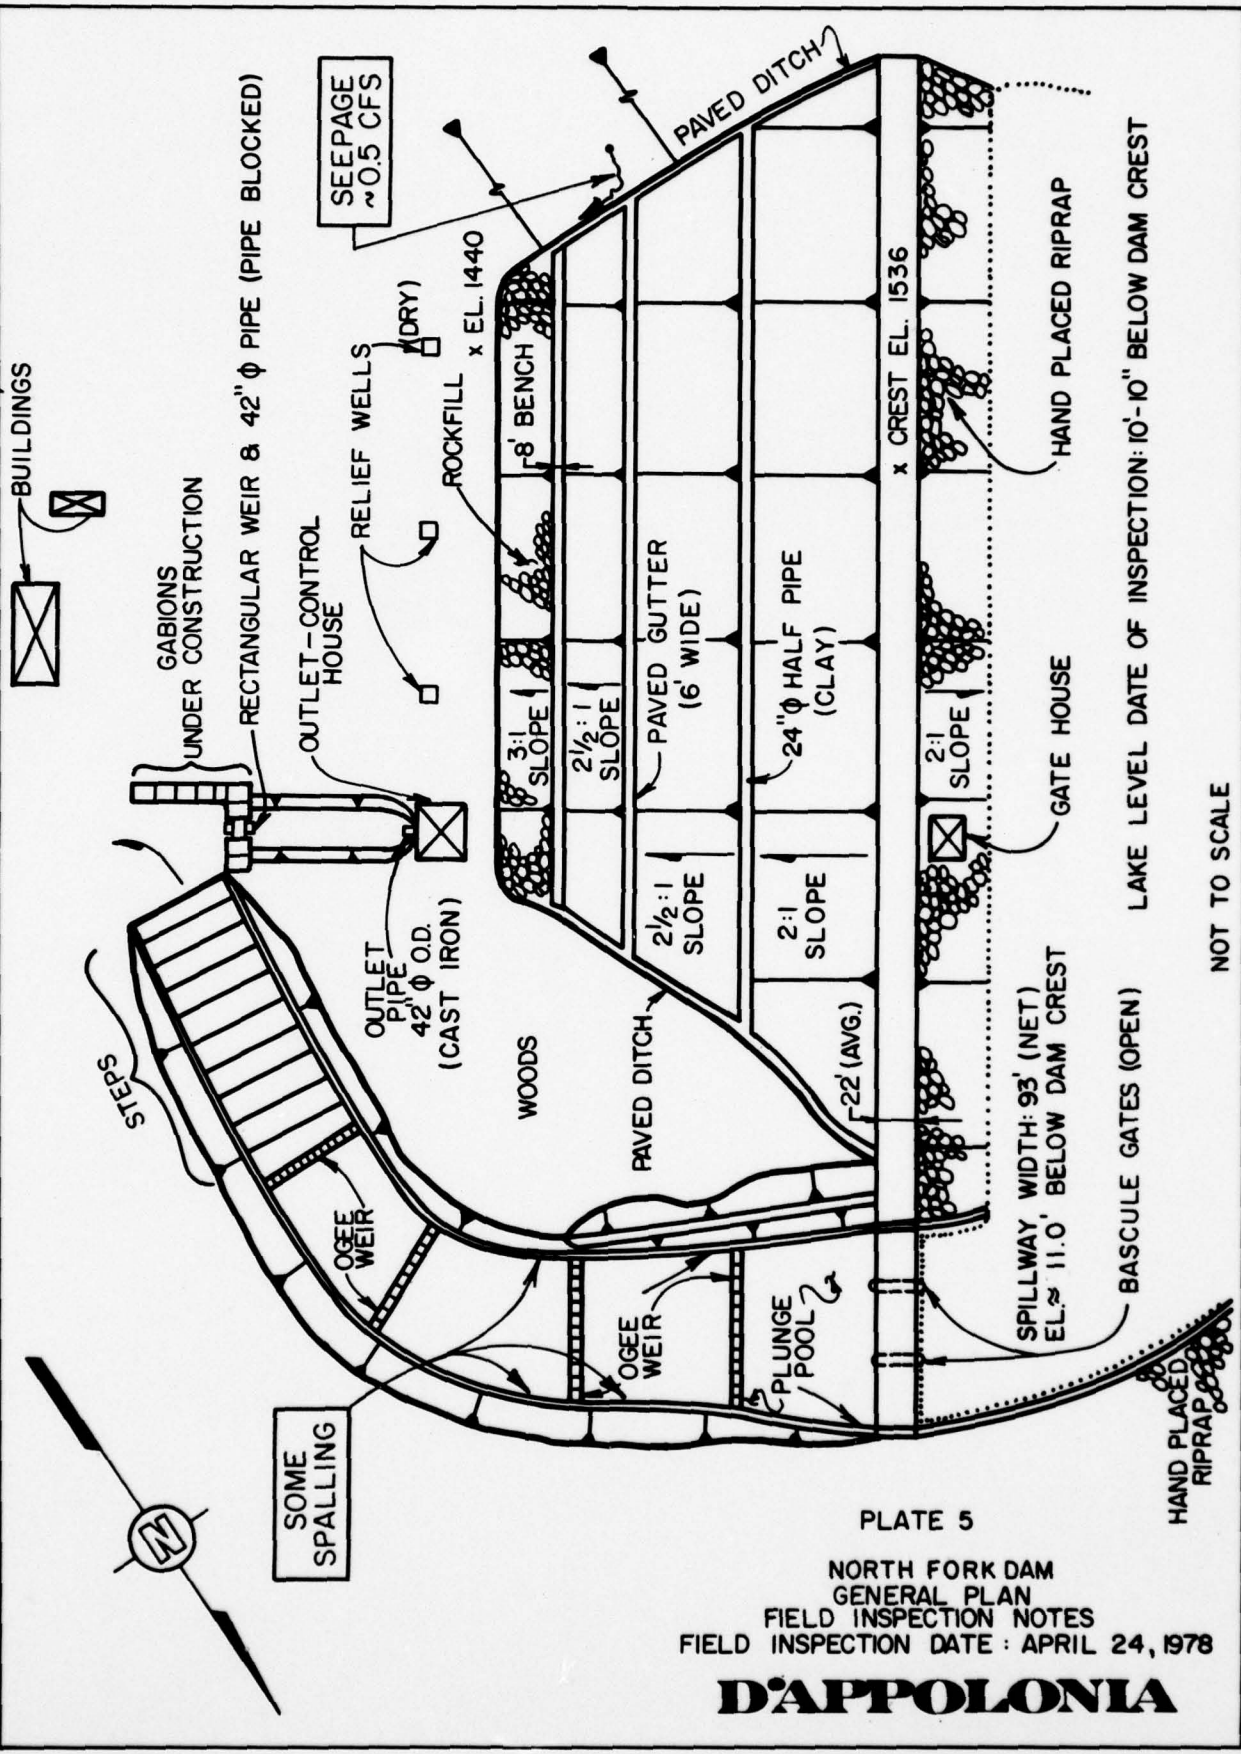 BUILDINGS
GABIONS
UNDER CONSTRUCTION
RECTANGULAR WEIR & 42" ϕ PIPE (PIPE BLOCKED)
OUTLET-CONTROL
HOUSE
RELIEF WELLS
(DRY)
SEEPAGE
~0.5 CFS
ROCKFILL
x EL. 1440
8' BENCH
PAVED DITCH
3:1
SLOPE
2½:1
SLOPE
PAVED GUTTER
(6' WIDE)
24" ϕ HALF PIPE
(CLAY)
x CREST EL. 1536
2:1
SLOPE
GATE HOUSE
HAND PLACED RIPRAP
LAKE LEVEL DATE OF INSPECTION: 10'-10" BELOW DAM CREST
NOT TO SCALE
STEPS
OUTLET
PIPE
42" ϕ O.D.
(CAST IRON)
WOODS
PAVED DITCH
2½:1
SLOPE
2:1
SLOPE
22' (AVG.)
SPILLWAY WIDTH: 93' (NET)
EL.≈ 11.0' BELOW DAM CREST
BASCULE GATES (OPEN)
OGEE
WEIR
OGEE
WEIR
PLUNGE
POOL
SOME
SPALLING
N
HAND PLACED
RIPRAP
PLATE 5
NORTH FORK DAM
GENERAL PLAN
FIELD INSPECTION NOTES
FIELD INSPECTION DATE : APRIL 24, 1978
D'APPOLONIA